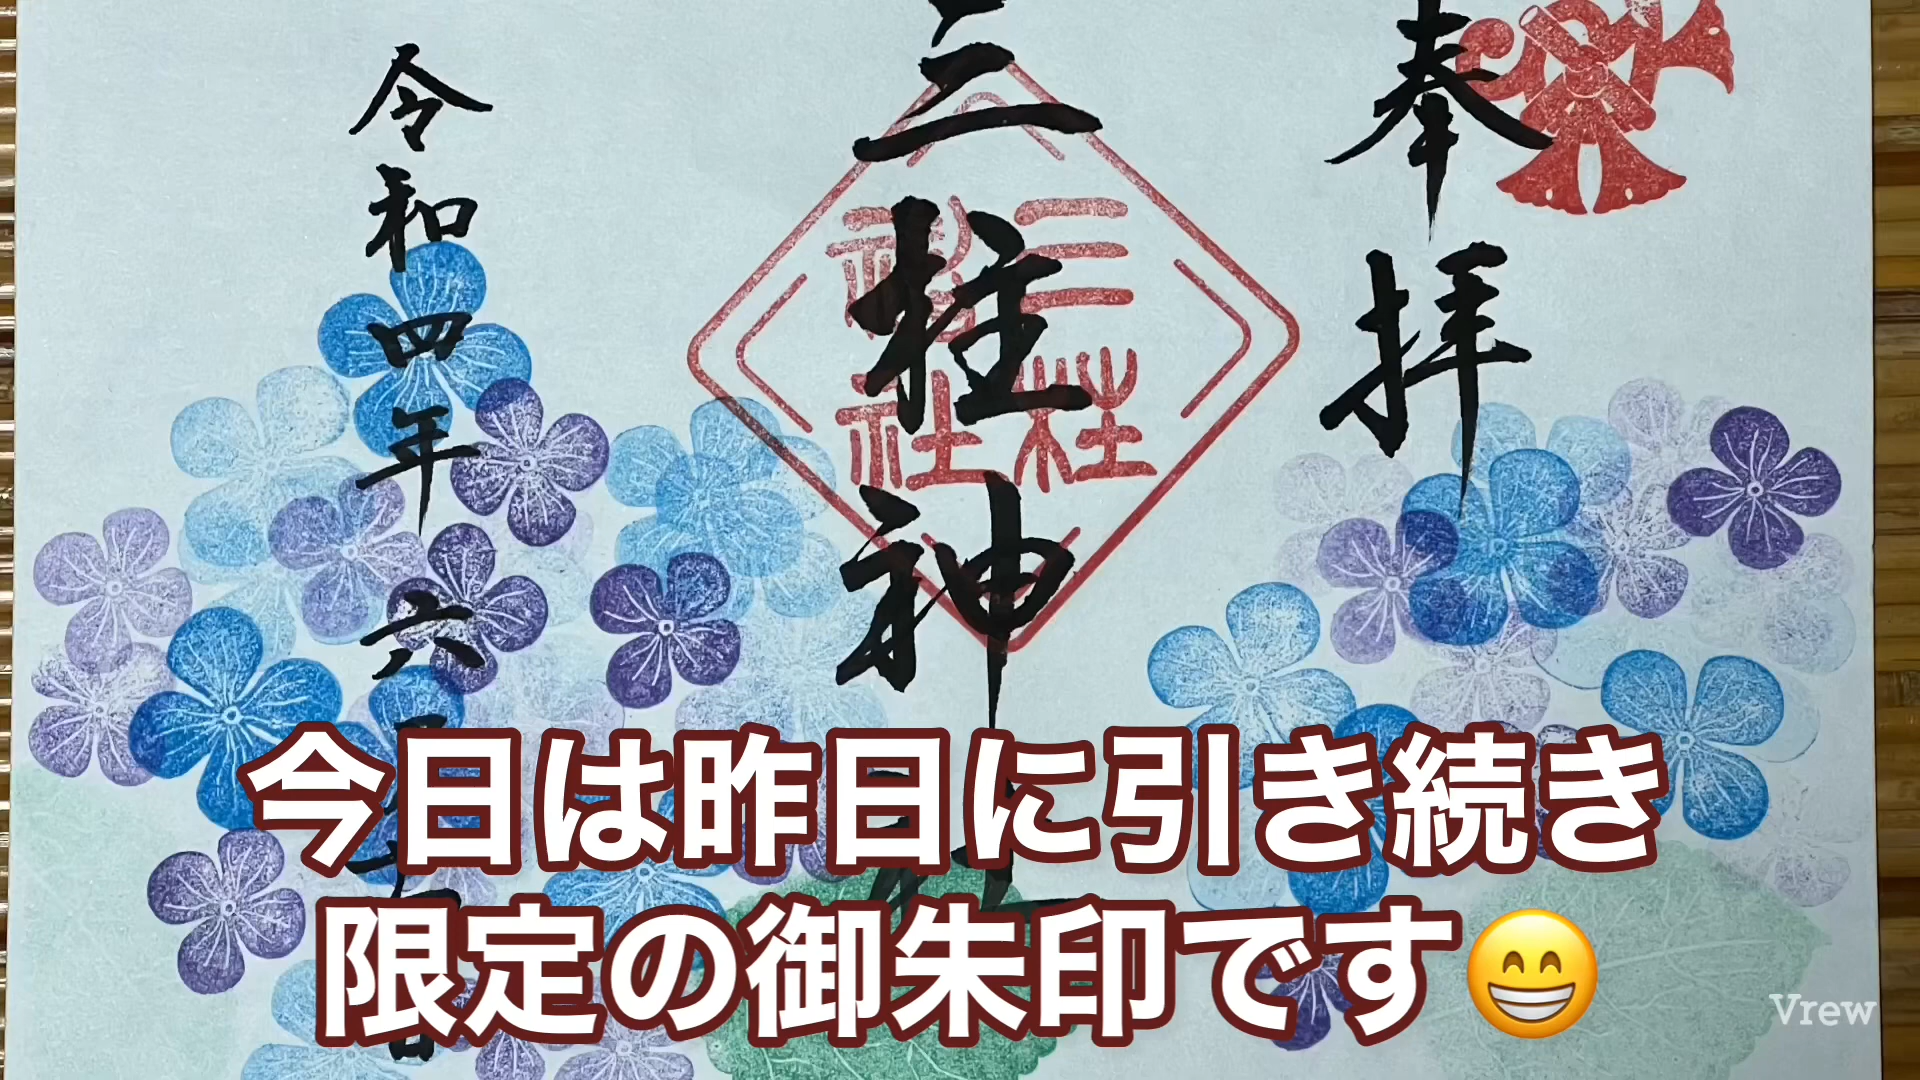 奉拝
三柱神社
三柱神社
令和四年六月
今日は昨日に引き続き
限定の御朱印です😁
Vrew